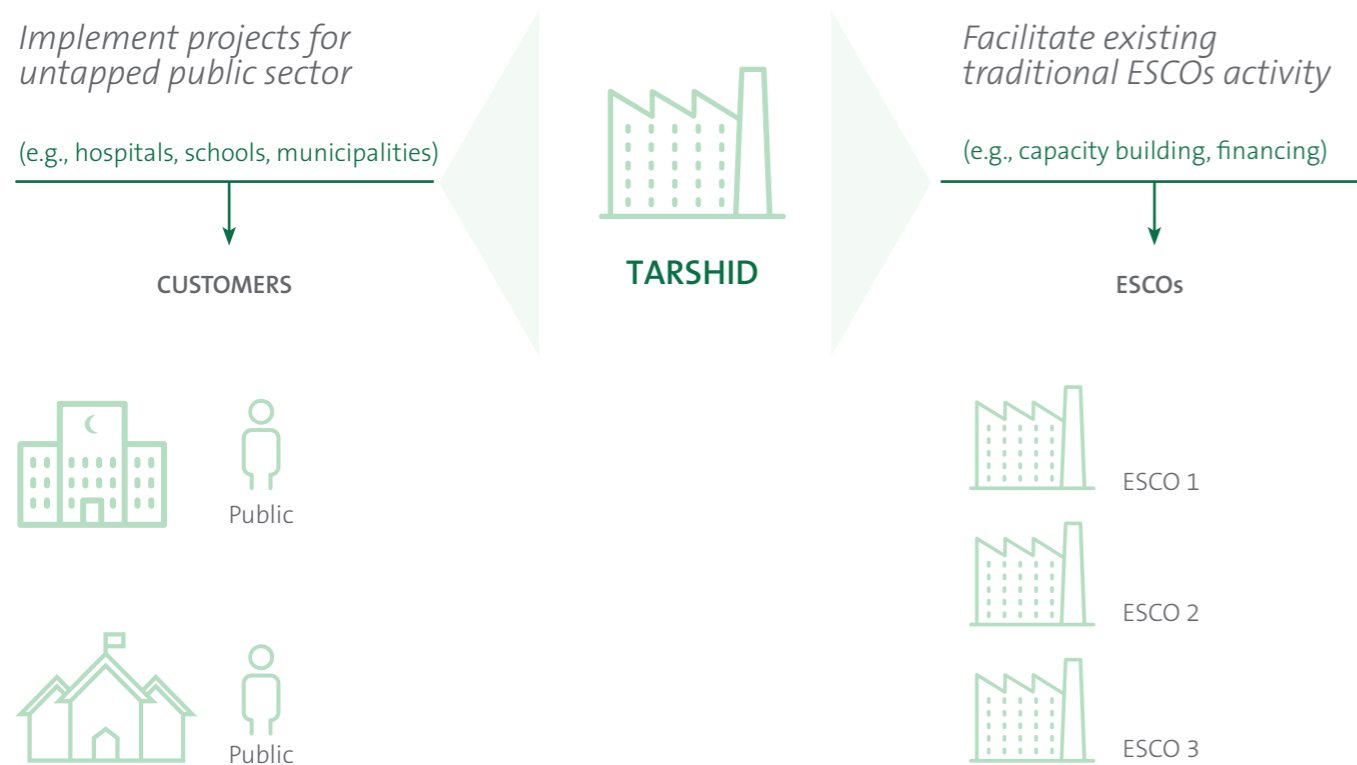 Implement projects for
untapped public sector
(e.g., hospitals, schools, municipalities)
CUSTOMERS
Public
Public
TARSHID
Facilitate existing
traditional ESCOs activity
(e.g., capacity building, financing)
ESCOs
ESCO 1
ESCO 2
ESCO 3